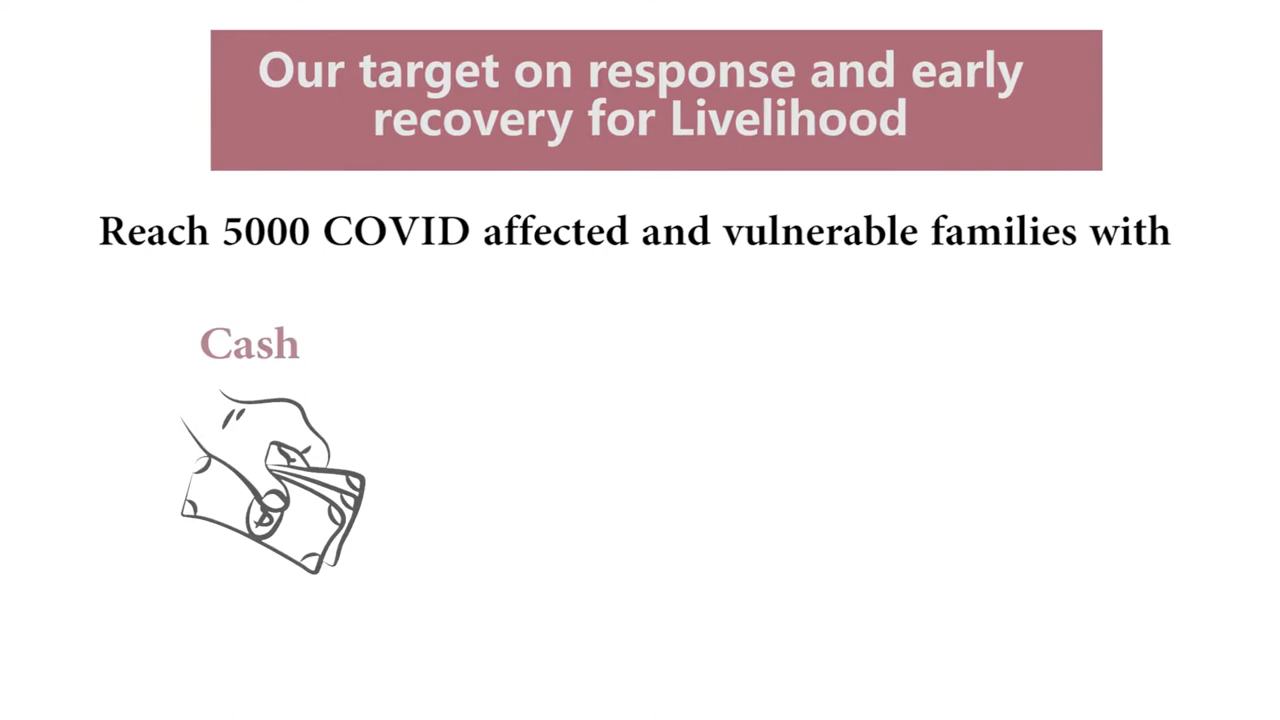 Our target on response and early
recovery for Livelihood
Reach 5000 COVID affected and vulnerable families with
Cash